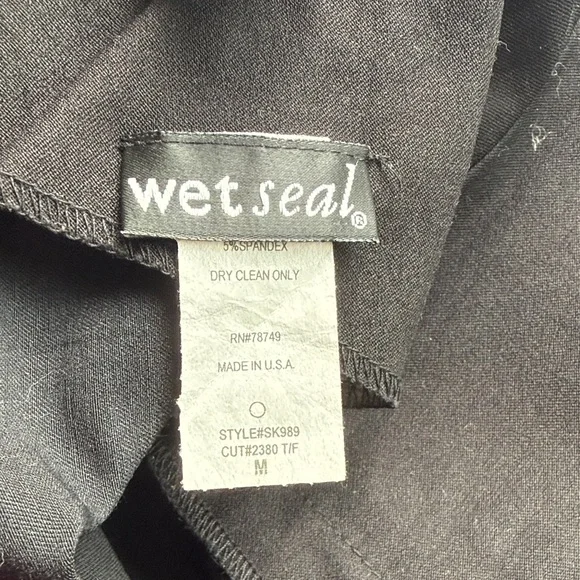 wet seal®
5%SPANDEX
DRY CLEAN ONLY
RN#78749
MADE IN U.S.A.
STYLE#SK989
CUT#2380 T/F
M